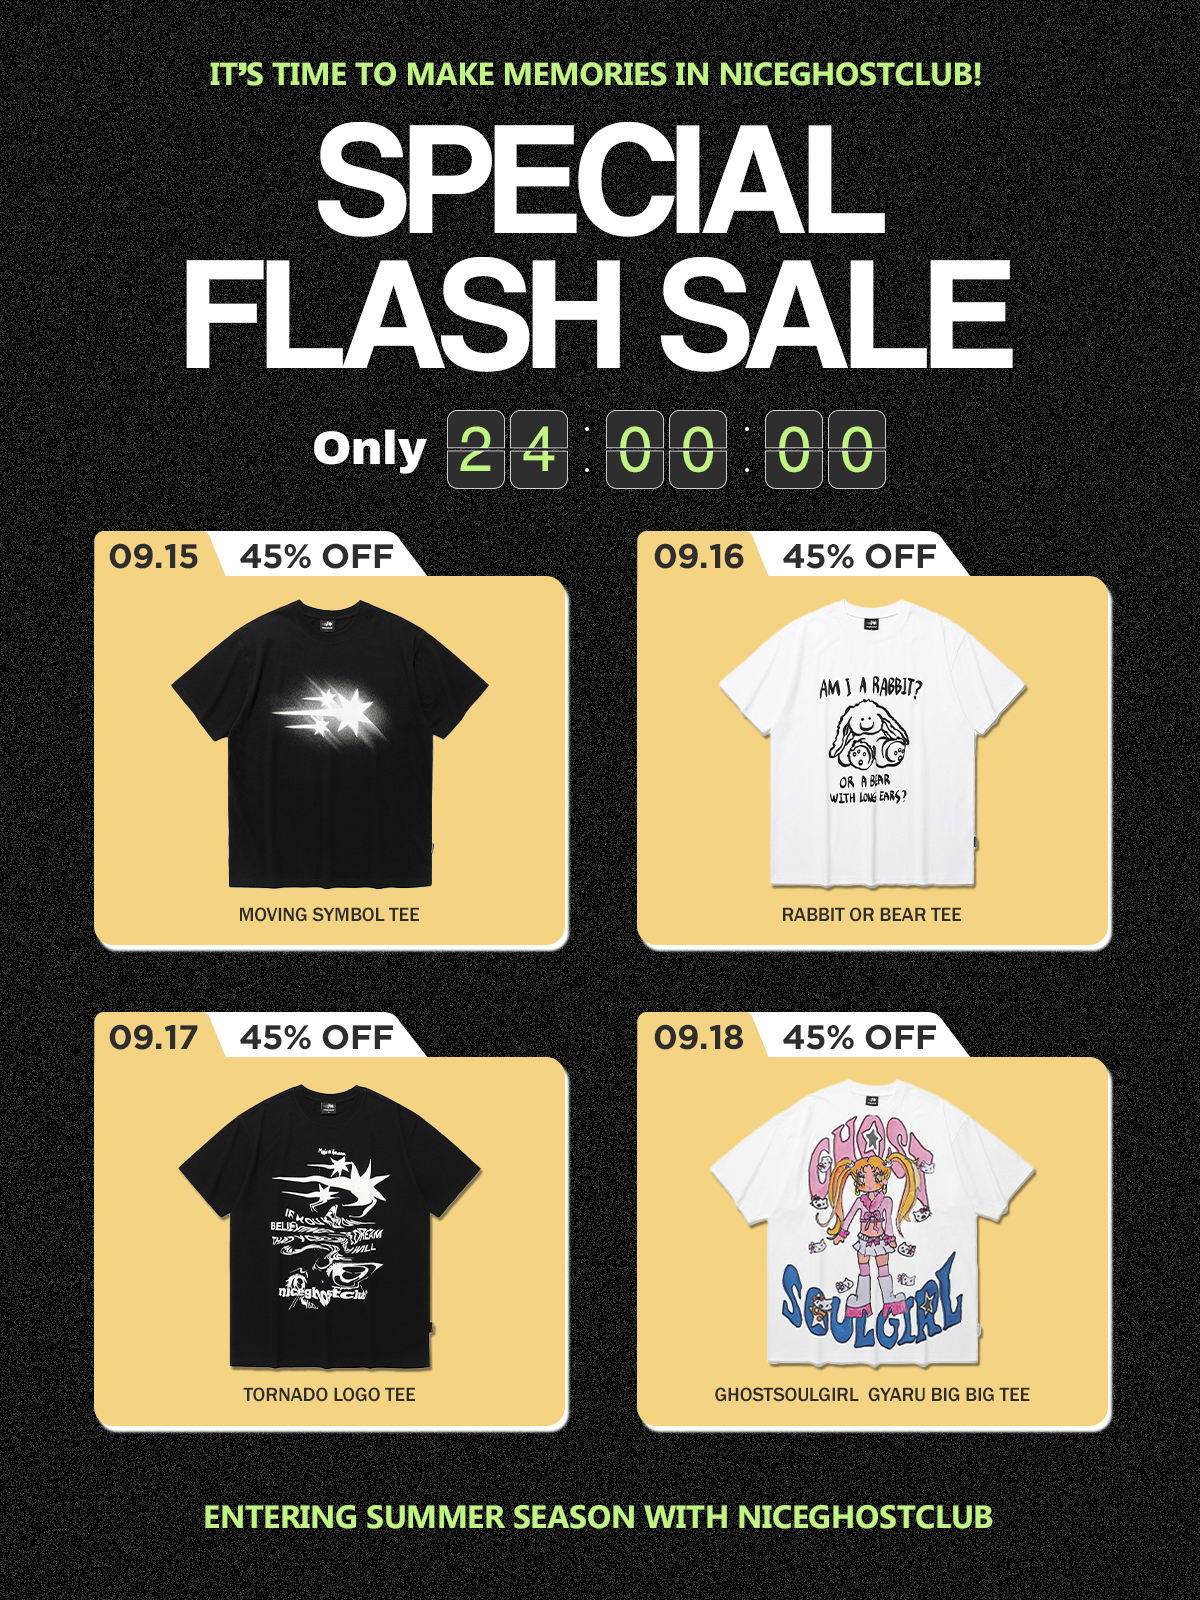 IT'S TIME TO MAKE MEMORIES IN NICEGHOSTCLUB!
SPECIAL
FLASH SALE
Only 24:00:00
09.15 45% OFF
MOVING SYMBOL TEE
09.16 45% OFF
AM I A RABBIT?
OR A BEAR
WITH LONG EARS?
RABBIT OR BEAR TEE
09.17 45% OFF
niceghostclub
TORNADO LOGO TEE
09.18 45% OFF
GHOST
SOULGIRL
GHOSTSOULGIRL GYARU BIG BIG TEE
ENTERING SUMMER SEASON WITH NICEGHOSTCLUB